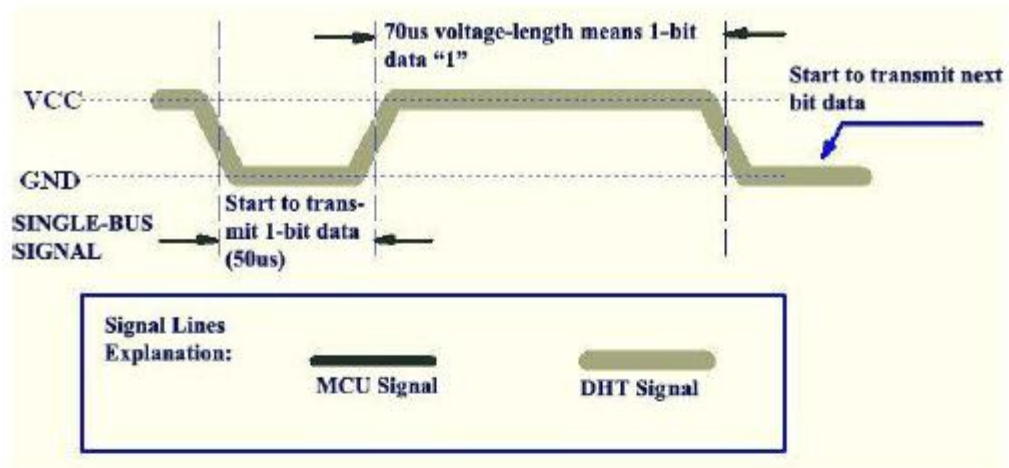 70us voltage-length means 1-bit
data “1”
Start to transmit next
bit data
VCC
GND
SINGLE-BUS
SIGNAL
Start to trans-
mit 1-bit data
(50us)
Signal Lines
Explanation:
MCU Signal
DHT Signal